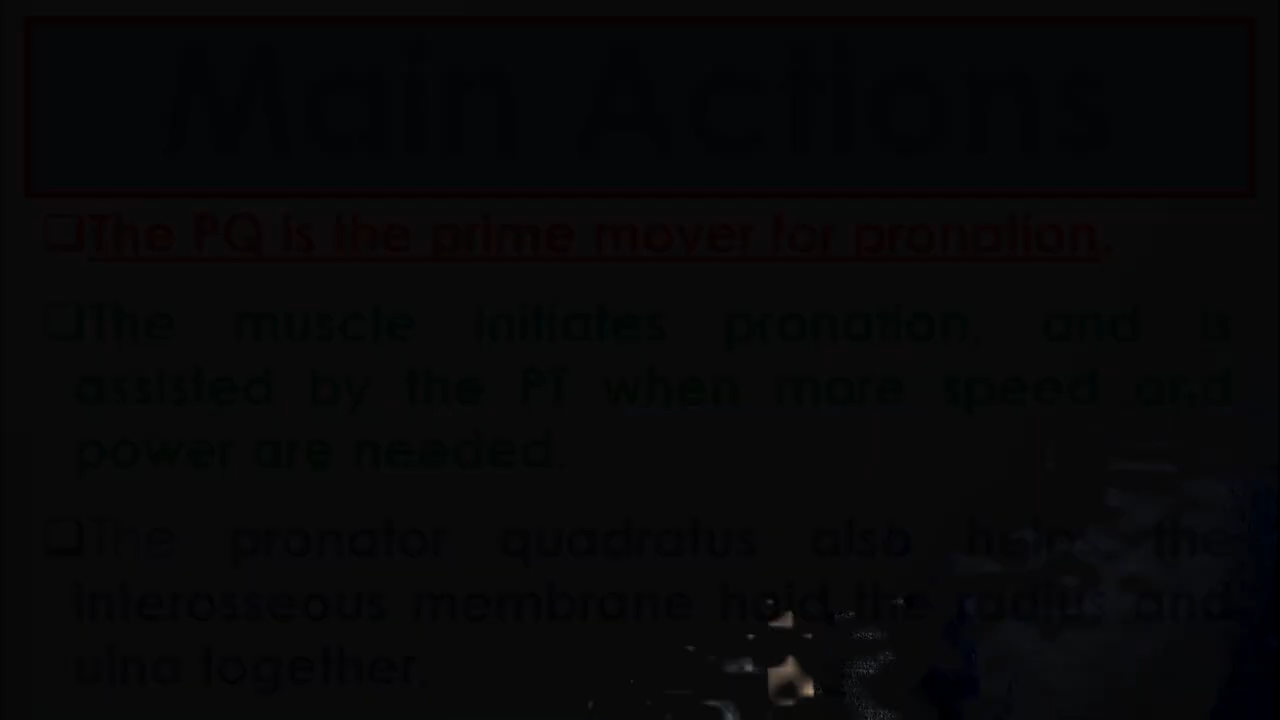 Main Actions
❑The PQ is the prime mover for pronation.
❑The muscle initiates pronation, and is
assisted by the PT when more speed and
power are needed.
❑The pronator quadratus also helps the
interosseous membrane hold the radius and
ulna together.